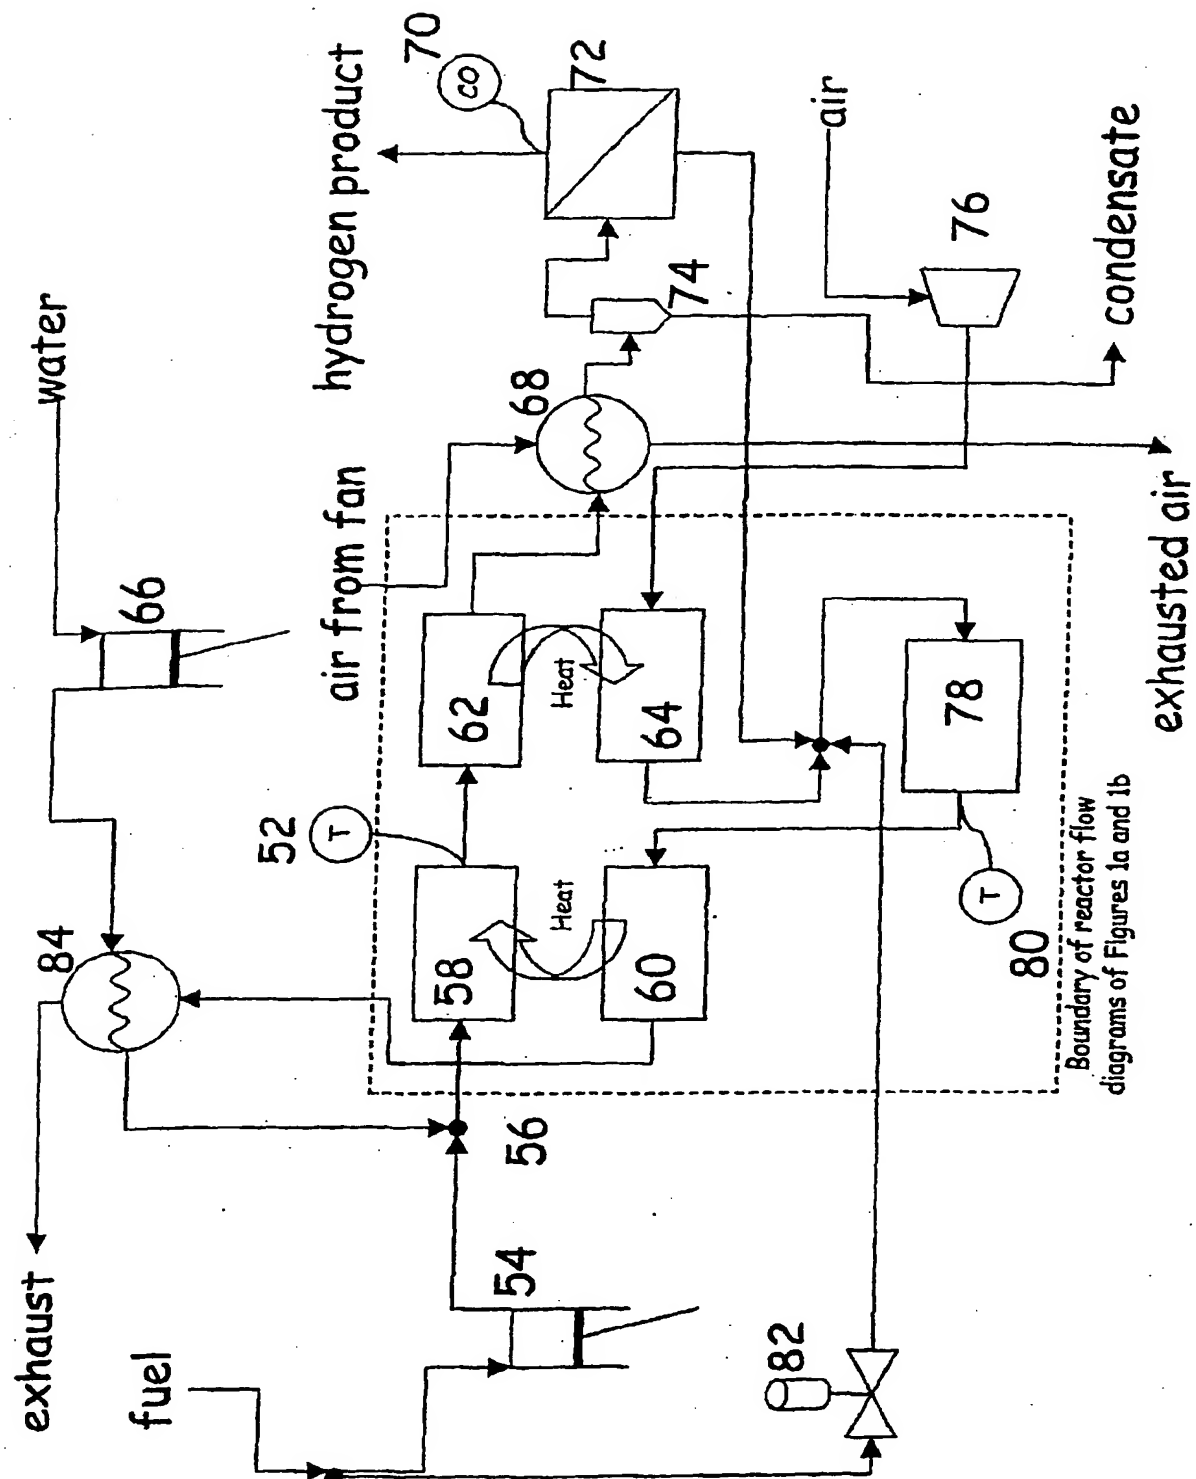 water
66
84
exhaust
fuel
54
56
52
T
hydrogen product
70
CO
72
air from fan
68
74
air
76
condensate
exhausted air
58
60
Heat
62
64
Heat
78
T
80
82
Boundary of reactor flow
diagrams of Figures 1a and 1b